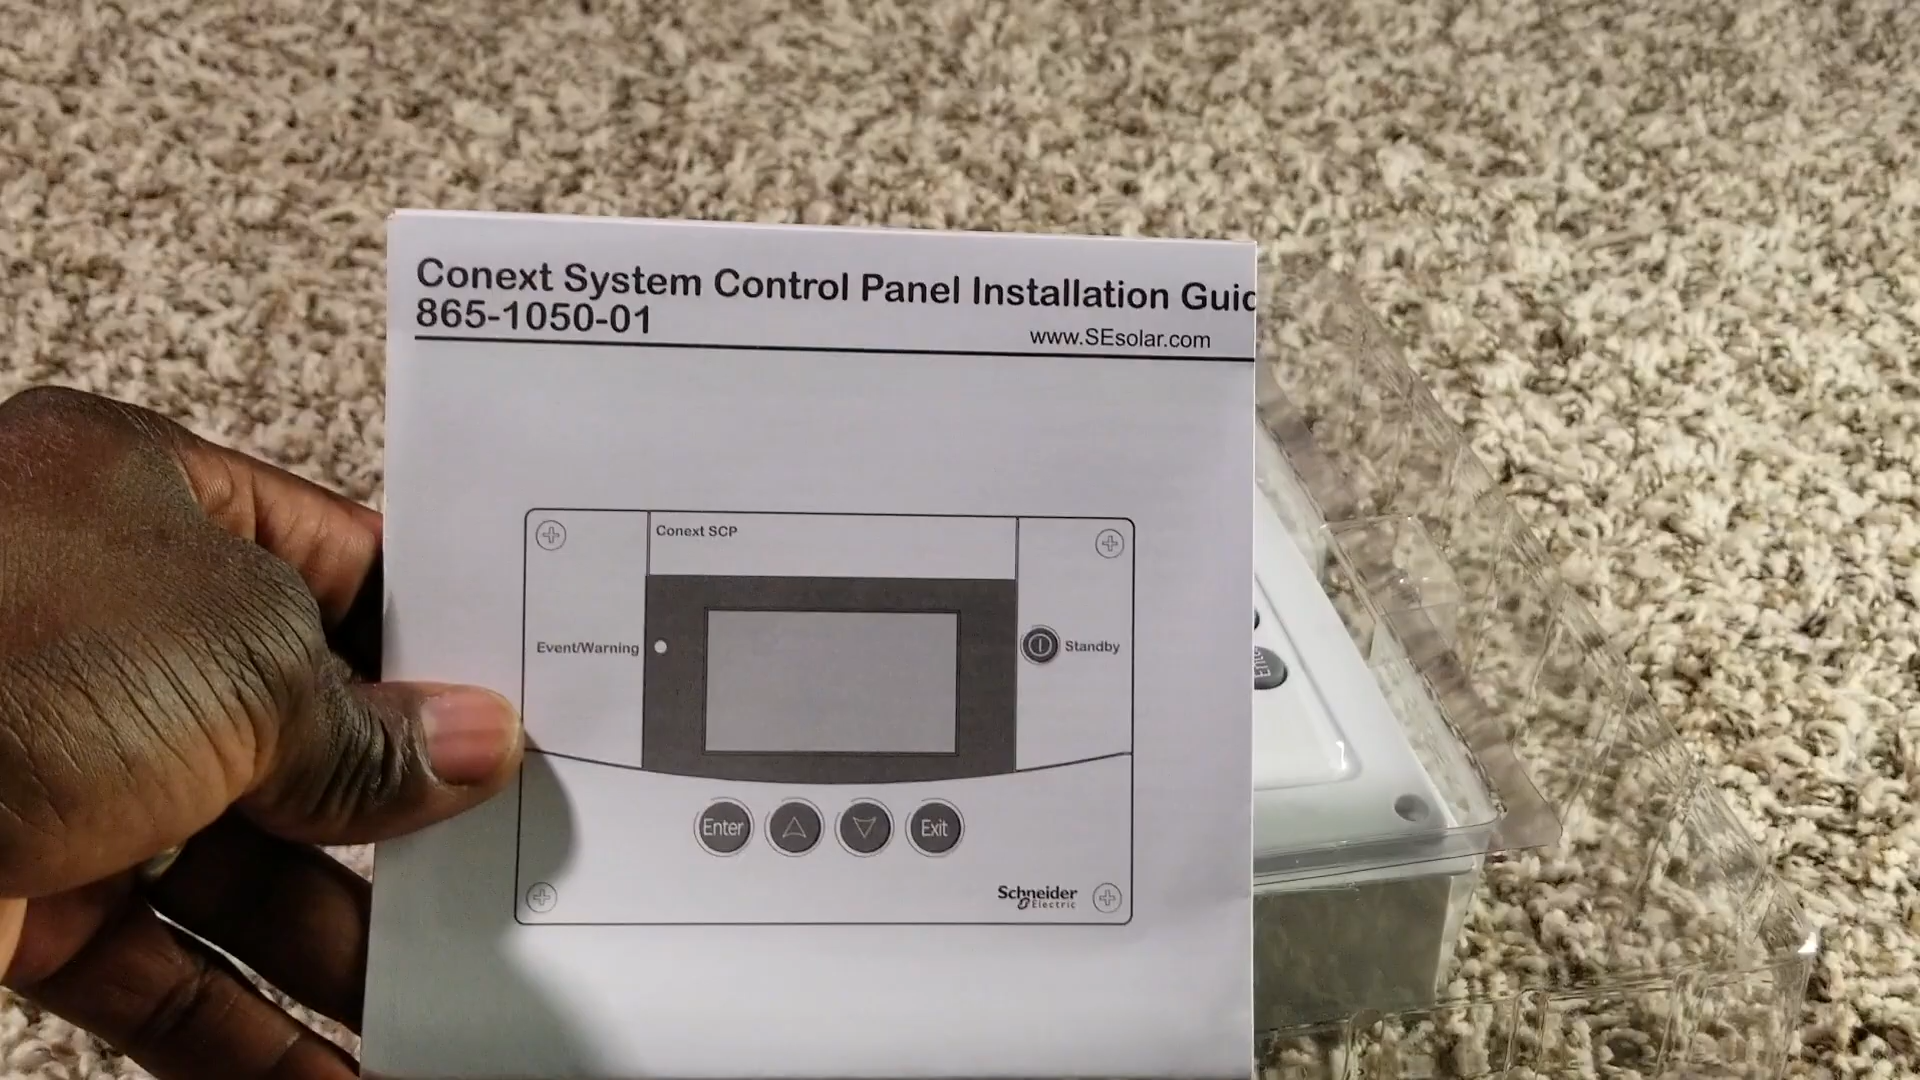 Conext System Control Panel Installation Guid
865-1050-01
www.SEsolar.com
Conext SCP
Event/Warning
Standby
Enter
Exit
Schneider
Electric